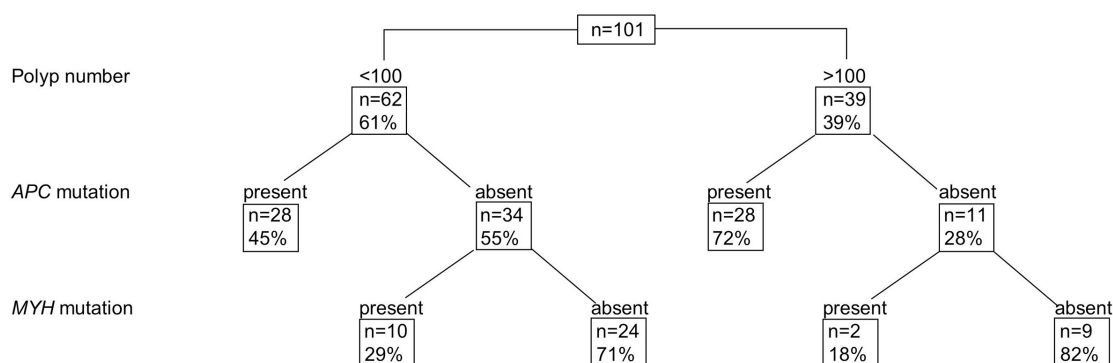 n=101
Polyp number
<100
>100
n=62
61%
n=39
39%
APC mutation
present
absent
present
absent
n=28
45%
n=34
55%
n=28
72%
n=11
28%
MYH mutation
present
absent
present
absent
n=10
29%
n=24
71%
n=2
18%
n=9
82%